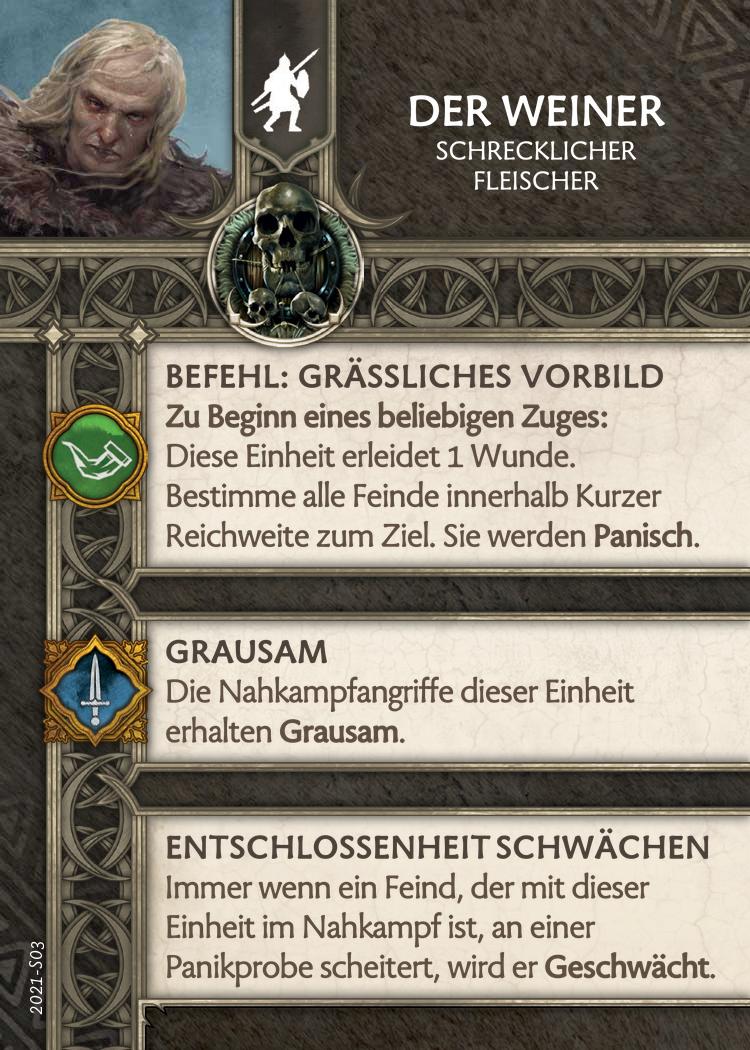 DER WEINER
SCHRECKLICHER
FLEISCHER
BEFEHL: GRÄSSLICHES VORBILD
Zu Beginn eines beliebigen Zuges:
Diese Einheit erleidet 1 Wunde.
Bestimme alle Feinde innerhalb Kurzer
Reichweite zum Ziel. Sie werden Panisch.
GRAUSAM
Die Nahkampfangriffe dieser Einheit
erhalten Grausam.
ENTSCHLOSSENHEIT SCHWÄCHEN
Immer wenn ein Feind, der mit dieser
Einheit im Nahkampf ist, an einer
Panikprobe scheitert, wird er Geschwächt.
2021-S03